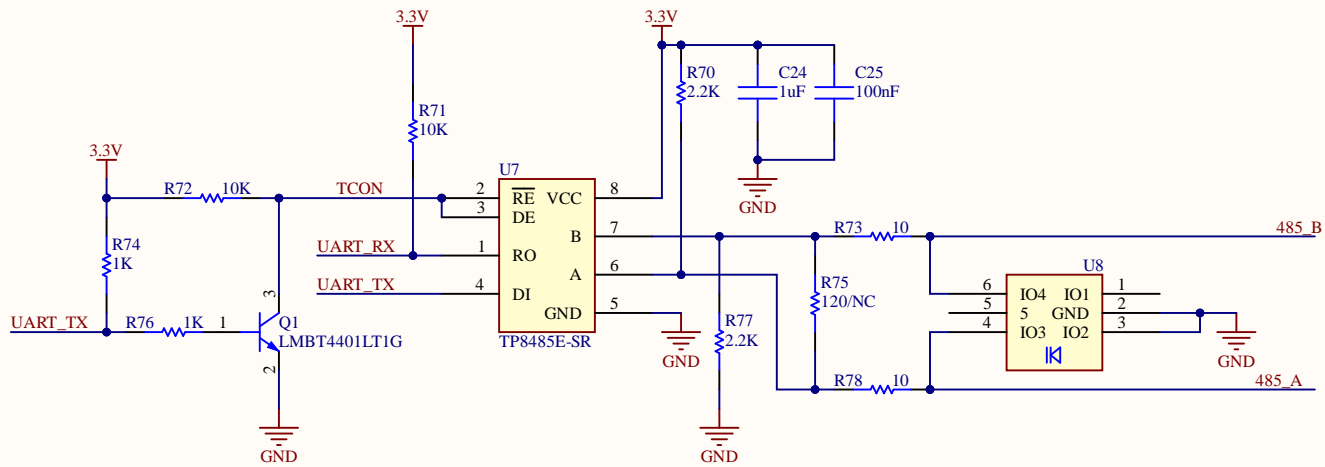 3.3V
3.3V
R70
2.2K
C24
1uF
C25
100nF
R71
10K
3.3V
U7
R72
10K
TCON
2
RE
VCC
8
3
DE
GND
B
7
R73
10
485_B
R74
1K
UART_RX
1
RO
A
6
U8
R75
120/NC
6
IO4
IO1
1
UART_TX
4
DI
5
5
GND
2
GND
5
4
IO3
IO2
3
3
UART_TX
R76
1K
1
Q1
LMBT4401LT1G
TP8485E-SR
R77
2.2K
GND
GND
2
R78
10
485_A
GND
GND